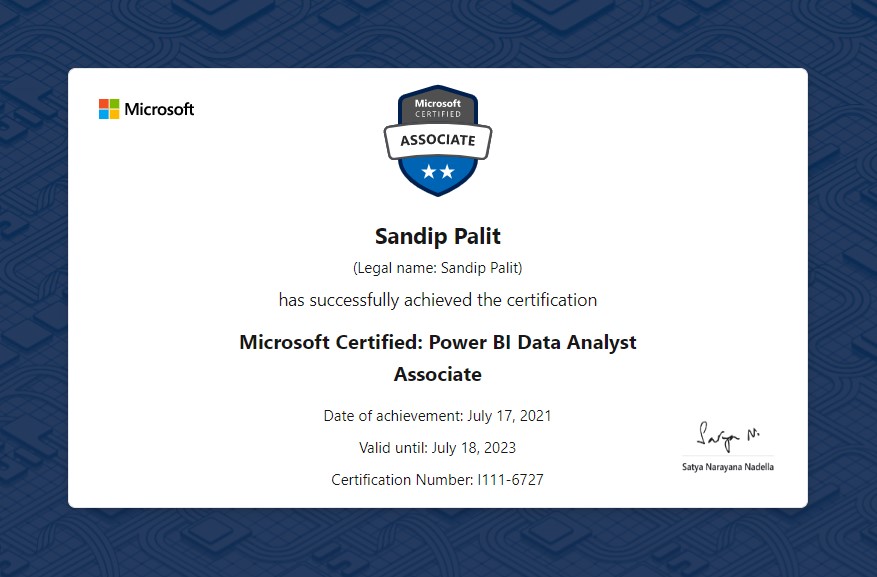 Microsoft
Microsoft
CERTIFIED
ASSOCIATE
Sandip Palit
(Legal name: Sandip Palit)
has successfully achieved the certification
Microsoft Certified: Power BI Data Analyst
Associate
Date of achievement: July 17, 2021
Valid until: July 18, 2023
Certification Number: I111-6727
Satya N.
Satya Narayana Nadella